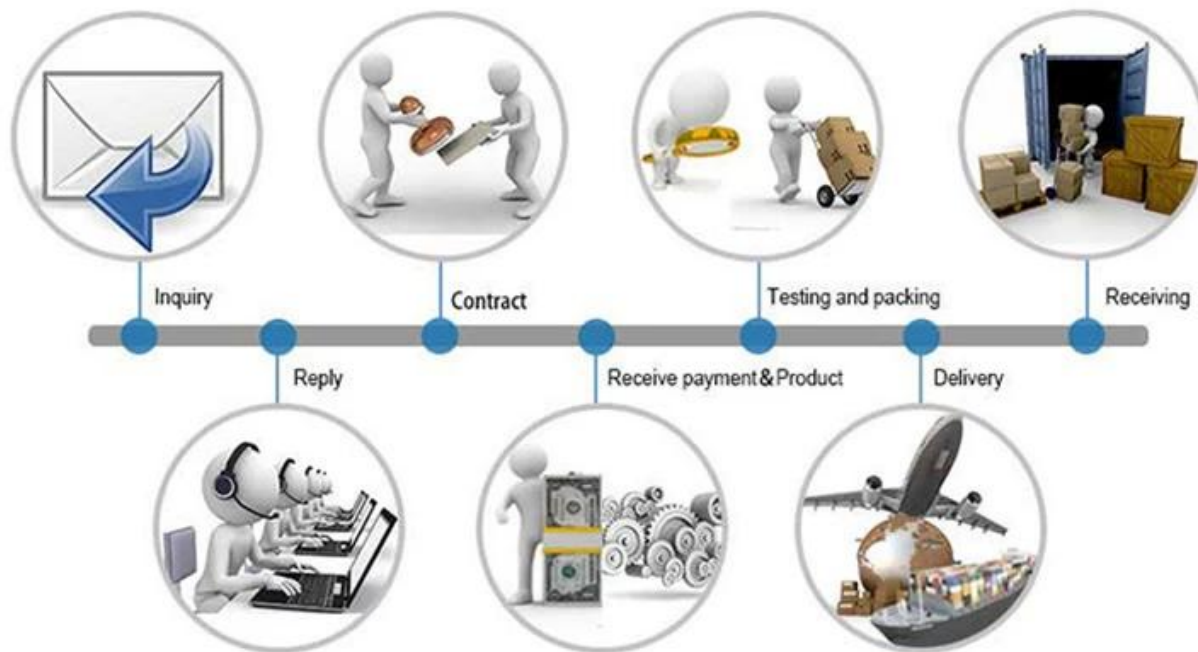 Inquiry
Contract
Testing and packing
Receiving
Reply
Receive payment&Product
Delivery